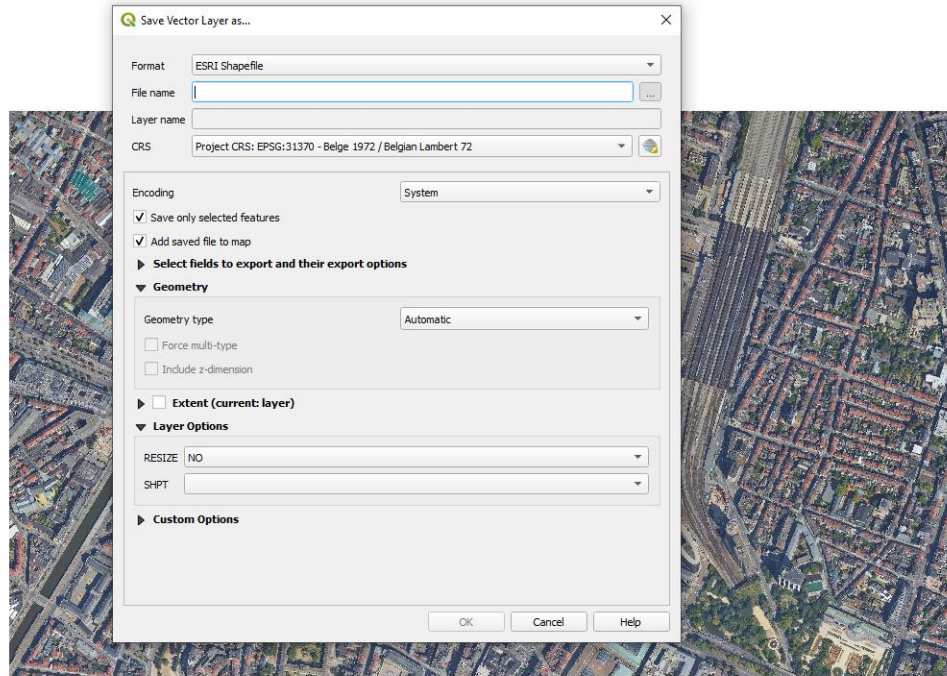 Save Vector Layer as...
Format ESRI Shapefile
File name ...
Layer name
CRS Project CRS: EPSG:31370 - Belge 1972 / Belgian Lambert 72
Encoding System
Save only selected features
Add saved file to map
Select fields to export and their export options
Geometry
Geometry type Automatic
Force multi-type
Include z-dimension
Extent (current: layer)
Layer Options
RESIZE NO
SHPT
Custom Options
OK Cancel Help